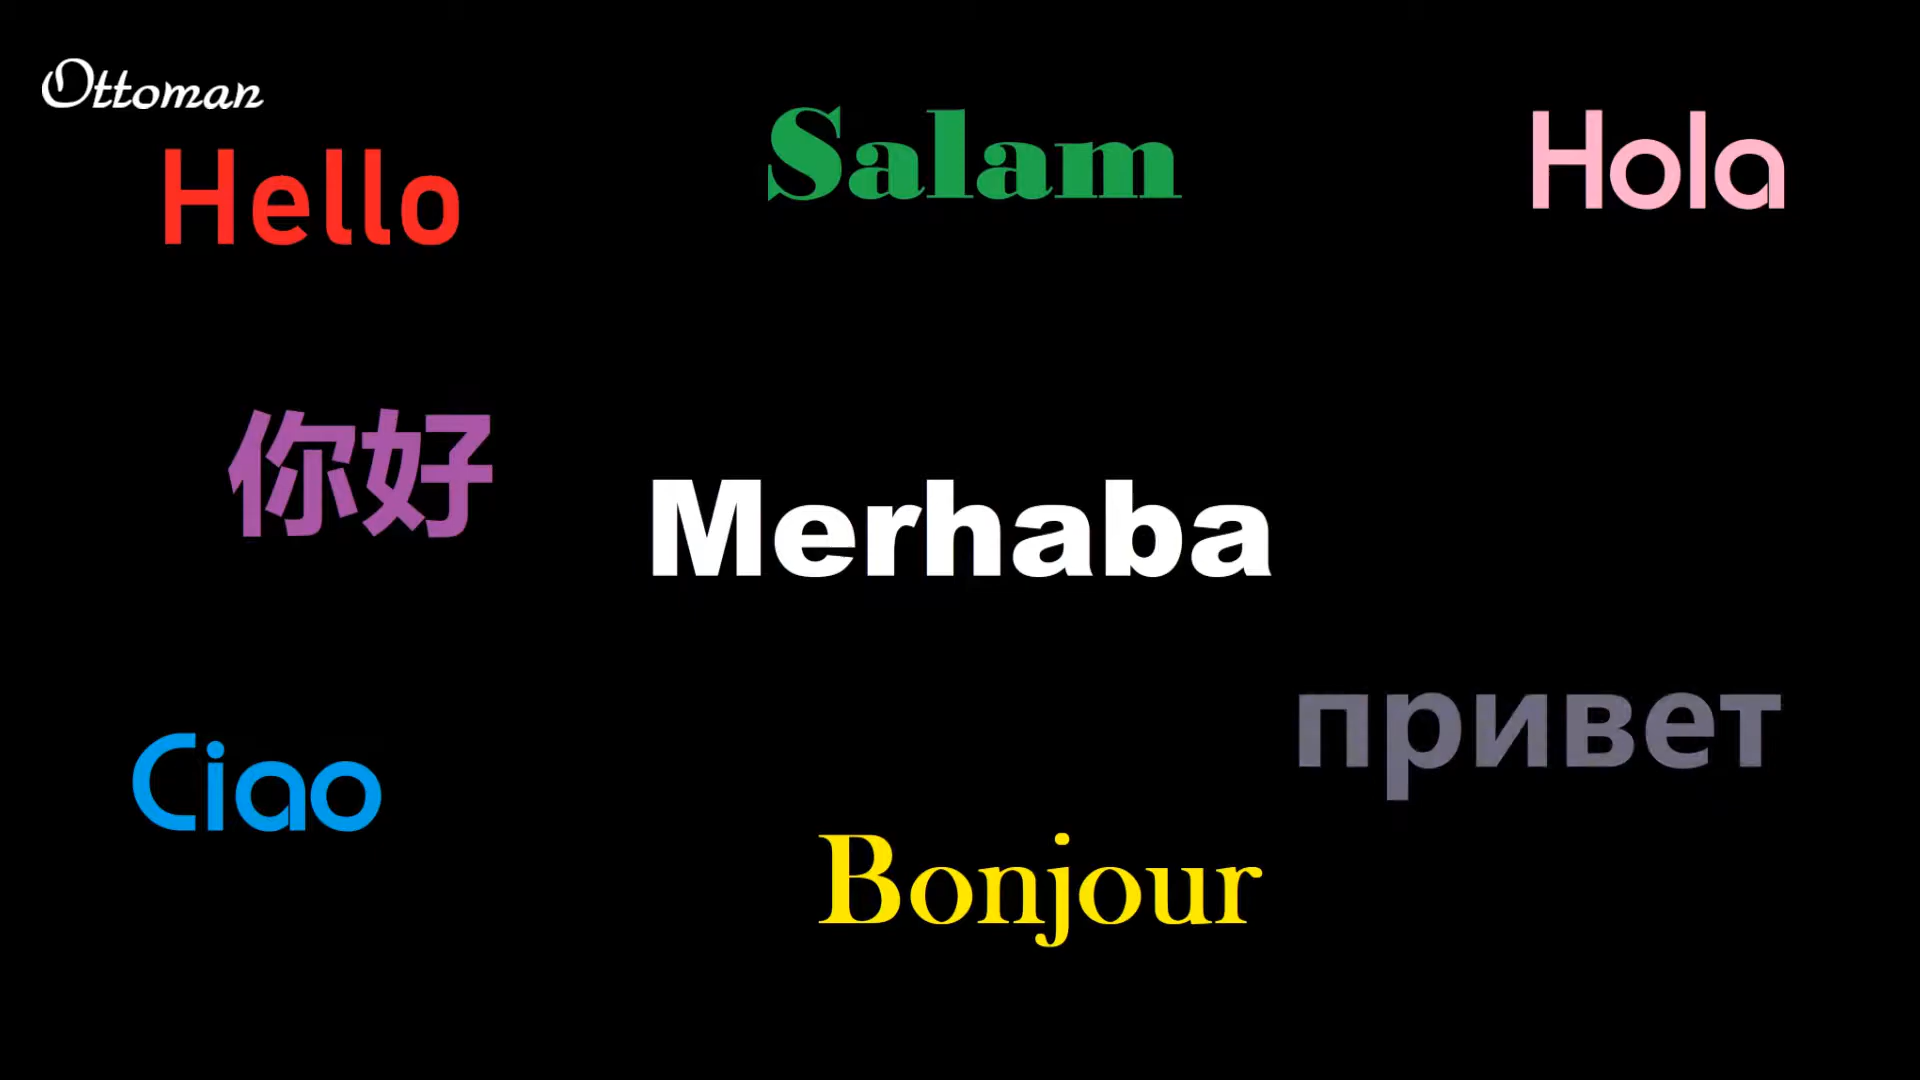 Ottoman
Hello
Salam
Hola
你好
Merhaba
привет
Ciao
Bonjour